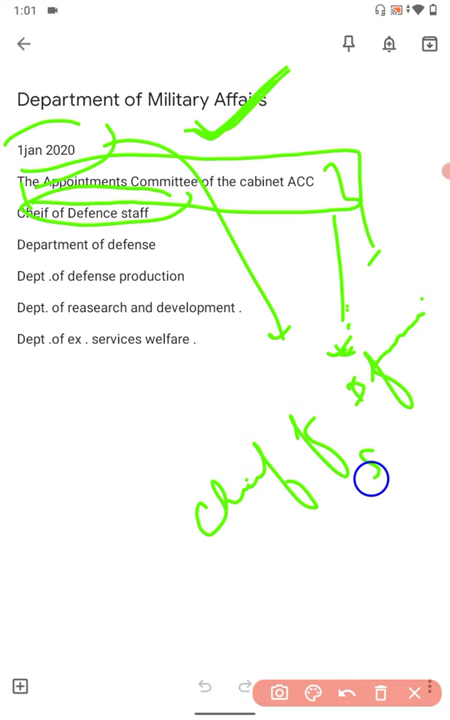 1:01
Department of Military Affairs
1jan 2020
The Appointments Committee of the cabinet ACC
Cheif of Defence staff
Department of defense
Dept .of defense production
Dept. of reasearch and development .
Dept .of ex . services welfare .
Chief